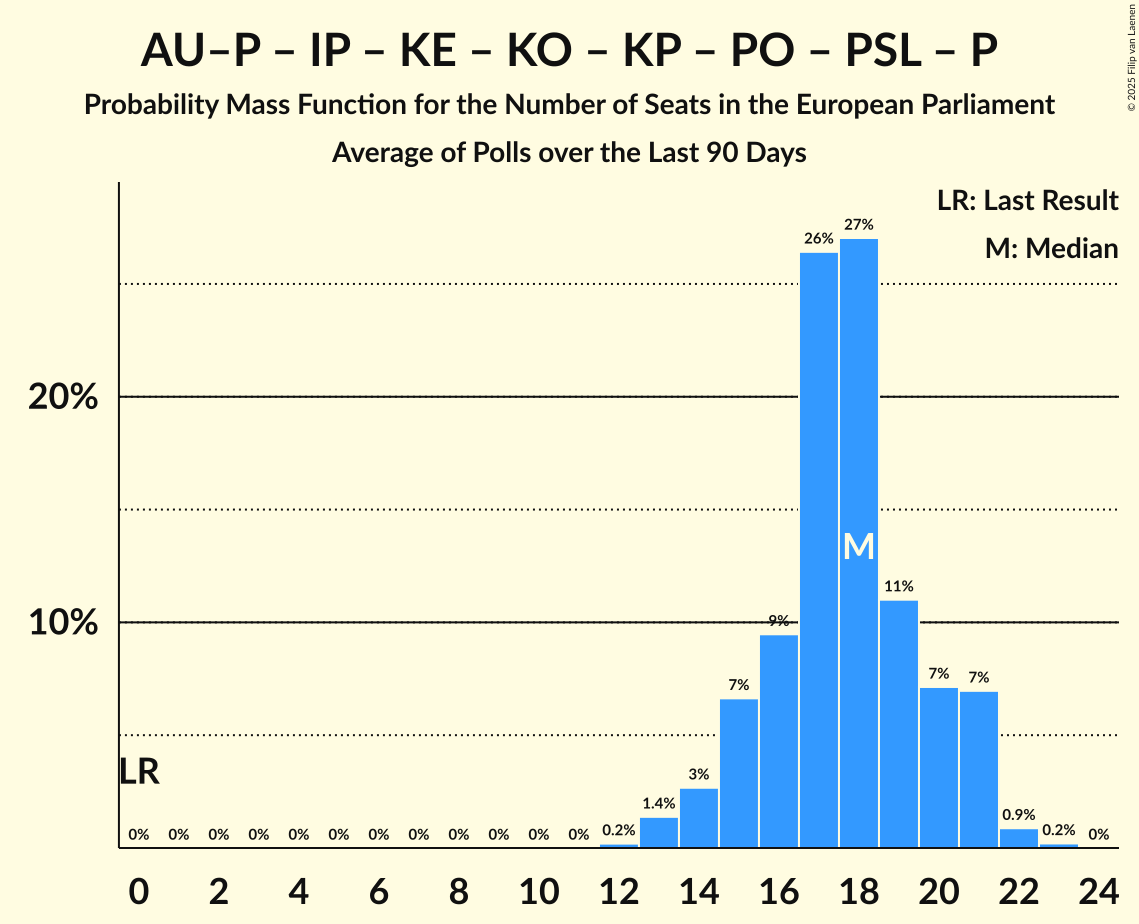 AU–P – IP – KE – KO – KP – PO – PSL – P
Probability Mass Function for the Number of Seats in the European Parliament
Average of Polls over the Last 90 Days
© 2025 Filip van Laenen
LR: Last Result
M: Median
27%
26%
20%
M
11%
10%
9%
7%
7%
7%
LR
3%
1.4%
0.9%
0% 0% 0% 0% 0% 0% 0% 0% 0% 0% 0% 0% 0.2% 0.2% 0%
0 2 4 6 8 10 12 14 16 18 20 22 24